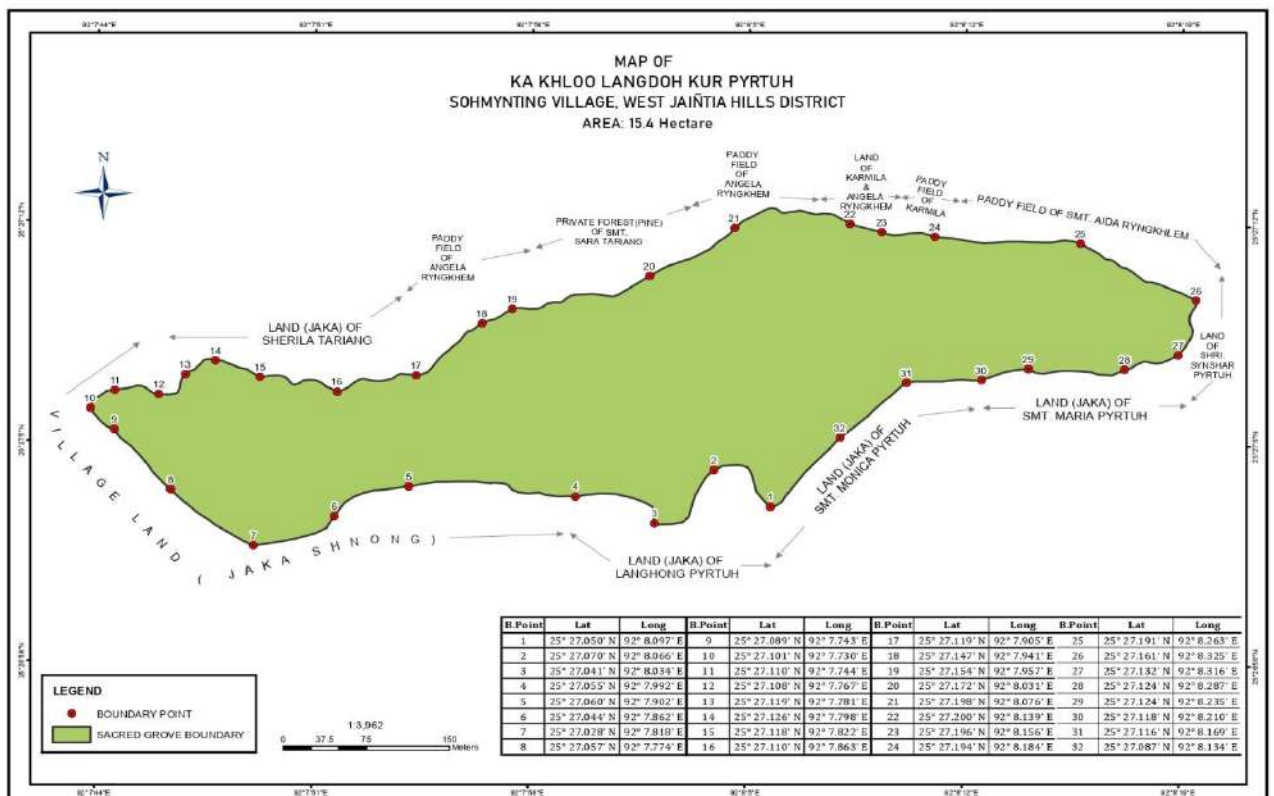 MAP OF
KA KHLOO LANGDOH KUR PYRTUH
SOHMYNTING VILLAGE, WEST JAIÑTIA HILLS DISTRICT
AREA: 15.4 Hectare
N
PADDY
FIELD
OF
ANGELA
RYNGKHEM
LAND
OF
KARMILA
&
ANGELA
RYNGKHEM
PADDY
FIELD
OF
KARMILA
PADDY FIELD OF SMT. AIDA RYNGKHLEM
PRIVATE FOREST(PINE)
OF SMT.
SARA TARIANG
PADDY
FIELD
OF
ANGELA
RYNGKHEM
LAND (JAKA) OF
SHERILA TARIANG
LAND
OF
SHRI.
SYNSHAR
PYRTUH
LAND (JAKA) OF
SMT. MARIA PYRTUH
LAND (JAKA) OF
SMT. MONICA PYRTUH
LAND (JAKA) OF
LANGHONG PYRTUH
VILLAGE LAND ( JAKA SHNONG)
21
22
23
24
25
20
26
19
18
27
14
13
15
17
29
28
11
12
16
31
30
10
9
32
2
8
5
4
1
6
3
7
B.Point Lat Long B.Point Lat Long B.Point Lat Long B.Point Lat Long
1 25° 27.050' N 92° 8.097' E 9 25° 27.089' N 92° 7.743' E 17 25° 27.119' N 92° 7.905' E 25 25° 27.191' N 92° 8.263' E
2 25° 27.070' N 92° 8.066' E 10 25° 27.101' N 92° 7.730' E 18 25° 27.147' N 92° 7.941' E 26 25° 27.161' N 92° 8.325' E
3 25° 27.041' N 92° 8.034' E 11 25° 27.110' N 92° 7.744' E 19 25° 27.154' N 92° 7.957' E 27 25° 27.132' N 92° 8.316' E
4 25° 27.055' N 92° 7.992' E 12 25° 27.108' N 92° 7.767' E 20 25° 27.172' N 92° 8.031' E 28 25° 27.124' N 92° 8.287' E
5 25° 27.060' N 92° 7.902' E 13 25° 27.119' N 92° 7.781' E 21 25° 27.198' N 92° 8.076' E 29 25° 27.124' N 92° 8.235' E
6 25° 27.044' N 92° 7.862' E 14 25° 27.126' N 92° 7.798' E 22 25° 27.200' N 92° 8.139' E 30 25° 27.118' N 92° 8.210' E
7 25° 27.028' N 92° 7.818' E 15 25° 27.118' N 92° 7.822' E 23 25° 27.196' N 92° 8.156' E 31 25° 27.116' N 92° 8.169' E
8 25° 27.057' N 92° 7.774' E 16 25° 27.110' N 92° 7.863' E 24 25° 27.194' N 92° 8.184' E 32 25° 27.087' N 92° 8.134' E
LEGEND
BOUNDARY POINT
SACRED GROVE BOUNDARY
1:3,962
0 37.5 75 150
Meters